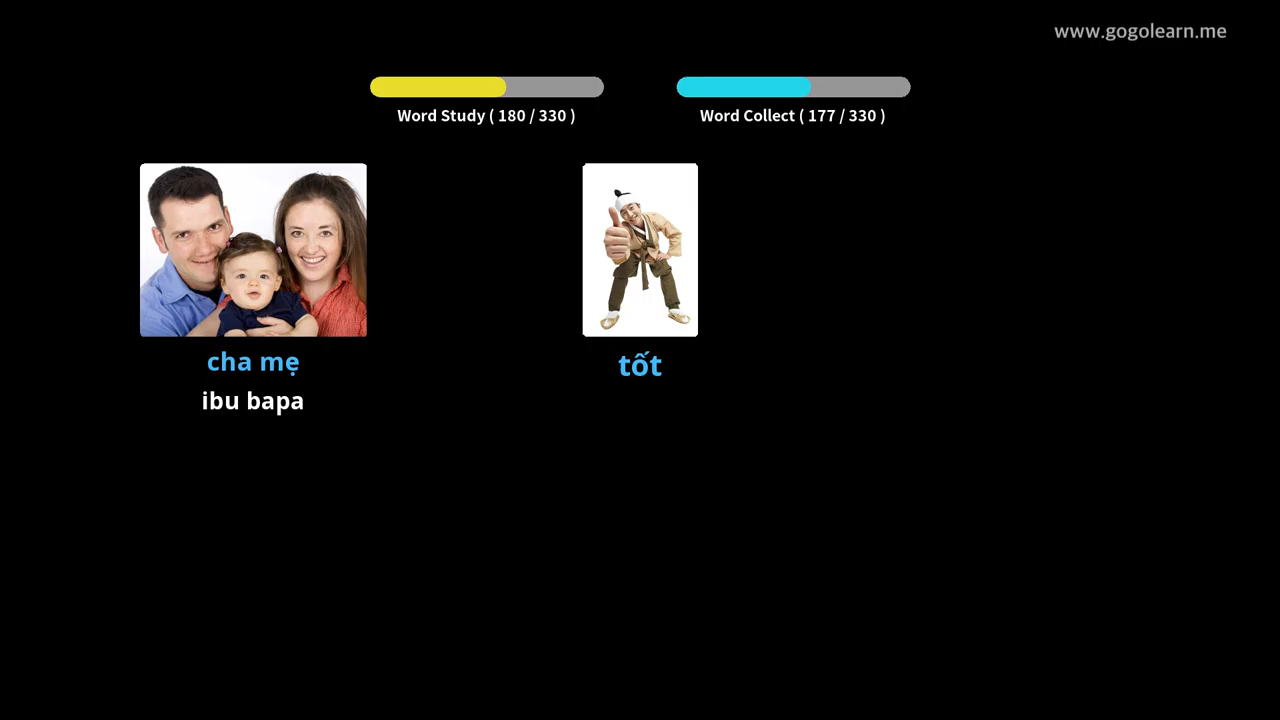 www.gogolearn.me
Word Study ( 180 / 330 )
Word Collect ( 177 / 330 )
cha mẹ
ibu bapa
tốt